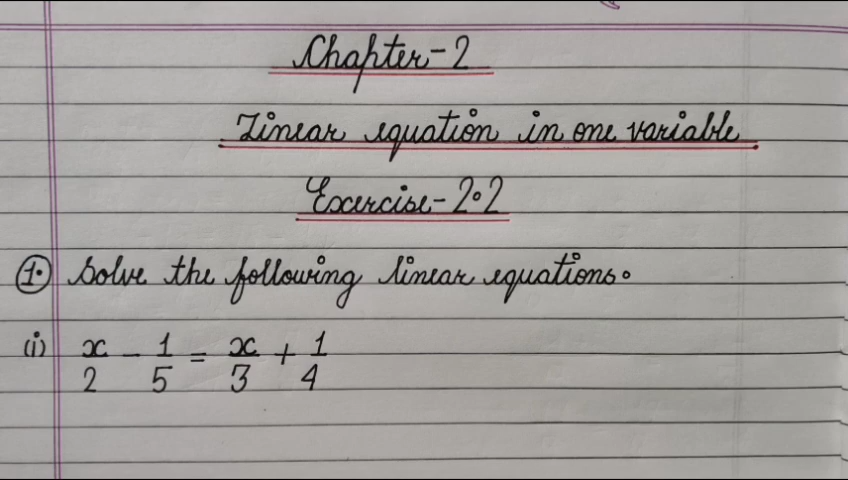 Chapter-2
Linear equation in one variable
Exercise-2.2
1. Solve the following linear equations.
(i) x/2 - 1/5 = x/3 + 1/4